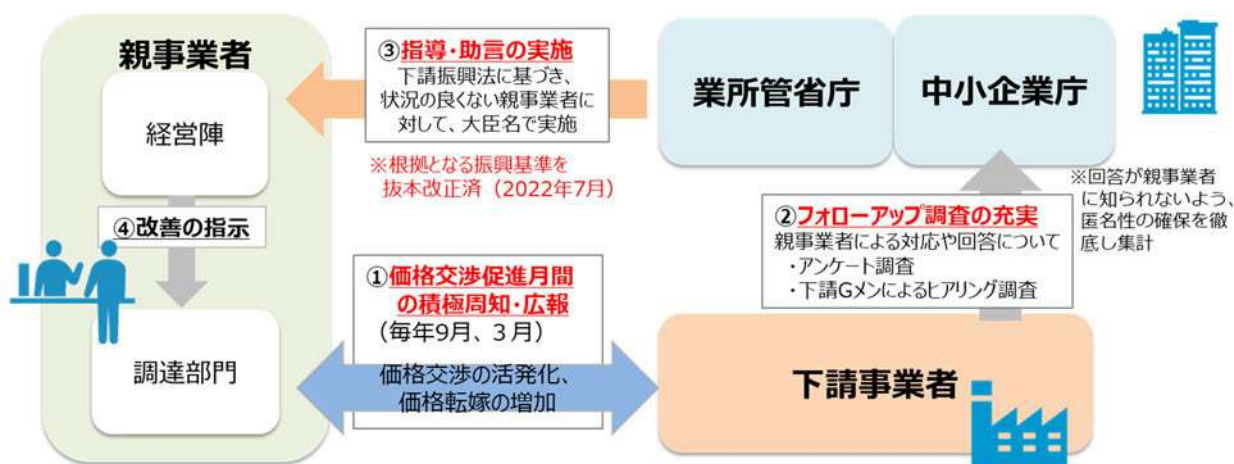 親事業者
経営陣
④改善の指示
調達部門
③指導・助言の実施
下請振興法に基づき、
状況の良くない親事業者に
対して、大臣名で実施
※根拠となる振興基準を
抜本改正済（2022年7月）
①価格交渉促進月間
の積極周知・広報
（毎年9月、３月）
価格交渉の活発化、
価格転嫁の増加
業所管省庁
中小企業庁
※回答が親事業者
に知られないよう、
匿名性の確保を徹
底し集計
②フォローアップ調査の充実
親事業者による対応や回答について
・アンケート調査
・下請Gメンによるヒアリング調査
下請事業者